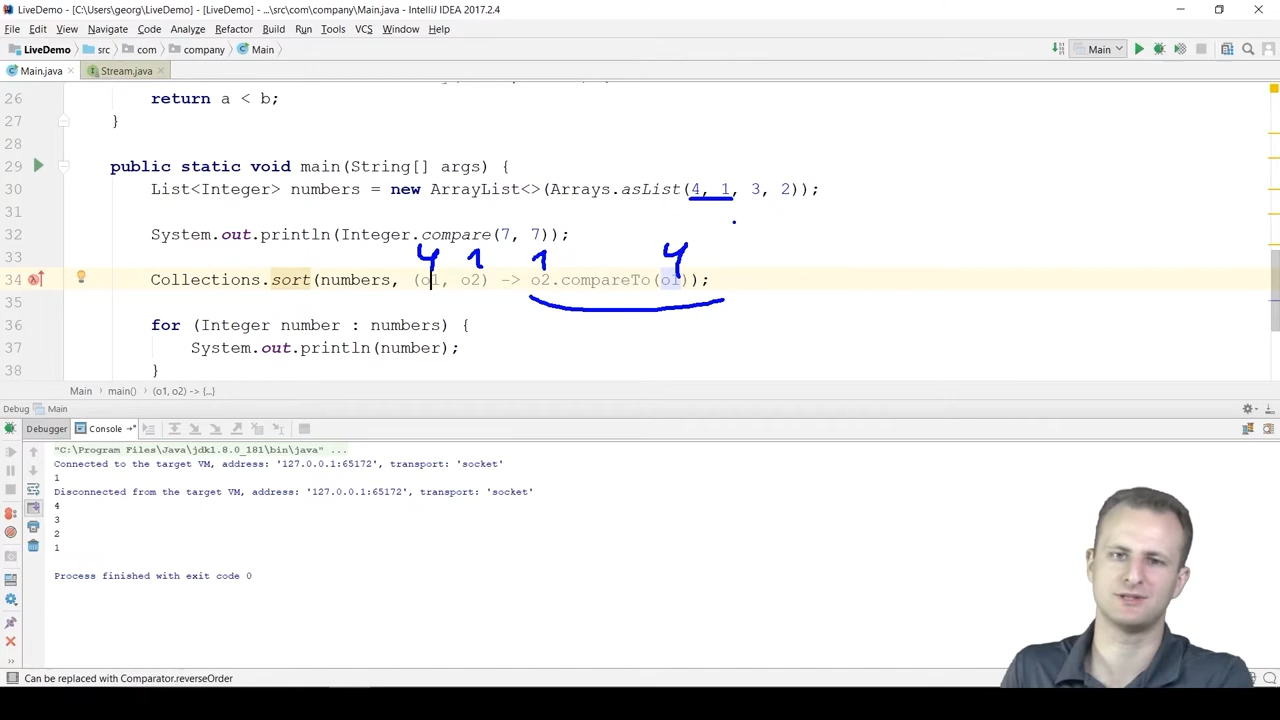 LiveDemo - [C:\Users\georg\LiveDemo] - [LiveDemo] - ...\src\com\company\Main.java - IntelliJ IDEA 2017.2.4
File Edit View Navigate Code Analyze Refactor Build Run Tools VCS Window Help
LiveDemo src com company Main Main
Main.java Stream.java
26 return a < b;
27 }
28
29 public static void main(String[] args) {
30 List<Integer> numbers = new ArrayList<>(Arrays.asList(4, 1, 3, 2));
31
32 System.out.println(Integer.compare(7, 7));
33
4 1 1 4
34 Collections.sort(numbers, (o1, o2) -> o2.compareTo(o1));
35
36 for (Integer number : numbers) {
37 System.out.println(number);
38 }
Main main() (o1, o2) -> {...}
Debug Main
Debugger Console
"C:\Program Files\Java\jdk1.8.0_181\bin\java" ...
Connected to the target VM, address: '127.0.0.1:65172', transport: 'socket'
1
Disconnected from the target VM, address: '127.0.0.1:65172', transport: 'socket'
4
3
2
1
Process finished with exit code 0
Can be replaced with Comparator.reverseOrder